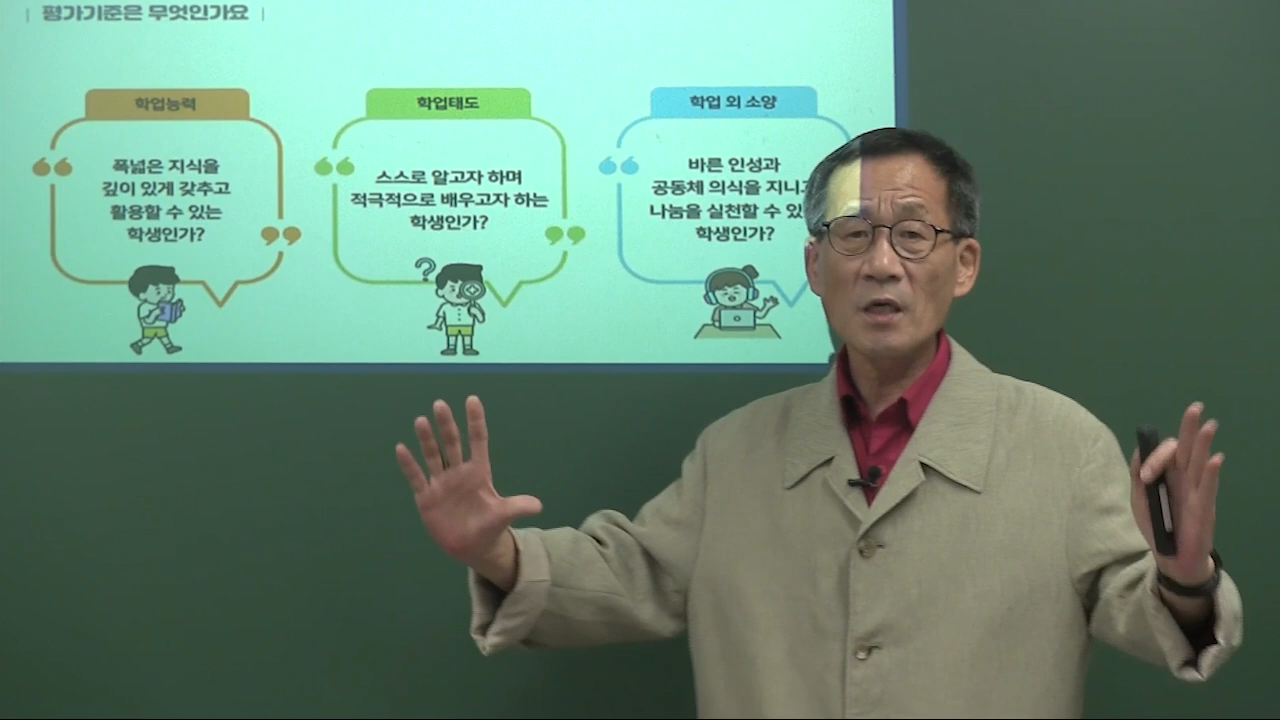 평가기준은 무엇인가요
학업능력
폭넓은 지식을
깊이 있게 갖추고
활용할 수 있는
학생인가?
학업태도
스스로 알고자 하며
적극적으로 배우고자 하는
학생인가?
학업 외 소양
바른 인성과
공동체 의식을 지니고
나눔을 실천할 수 있
학생인가?